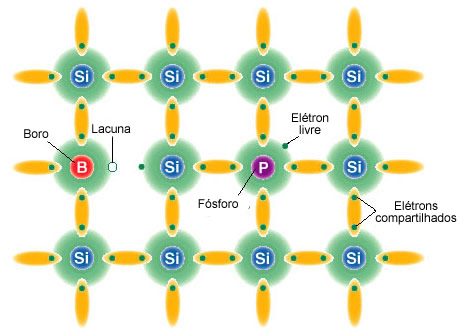 Si Si Si Si
Elétron
livre
Boro
Lacuna
B Si P Si
Fósforo
Elétrons
compartilhados
Si Si Si Si